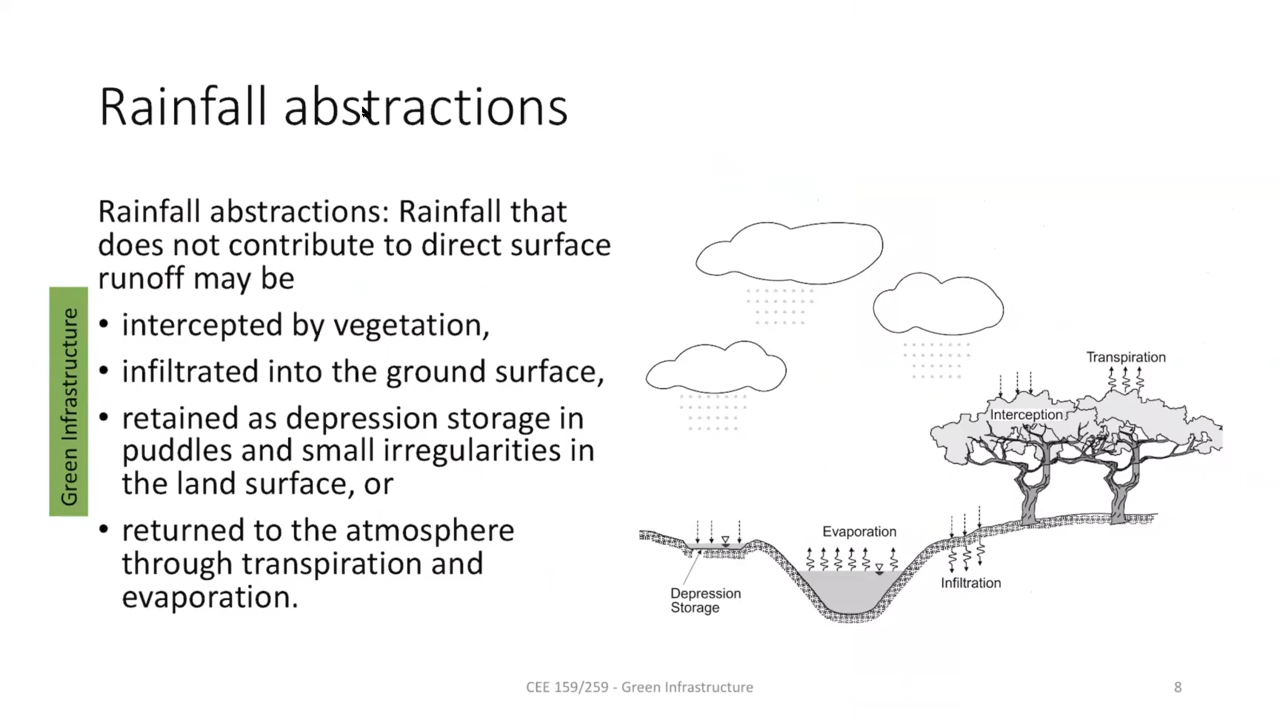 Rainfall abstractions
Rainfall abstractions: Rainfall that
does not contribute to direct surface
runoff may be
• intercepted by vegetation,
• infiltrated into the ground surface,
• retained as depression storage in
puddles and small irregularities in
the land surface, or
• returned to the atmosphere
through transpiration and
evaporation.
Green Infrastructure
Transpiration
Interception
Evaporation
Infiltration
Depression
Storage
CEE 159/259 - Green Infrastructure
8